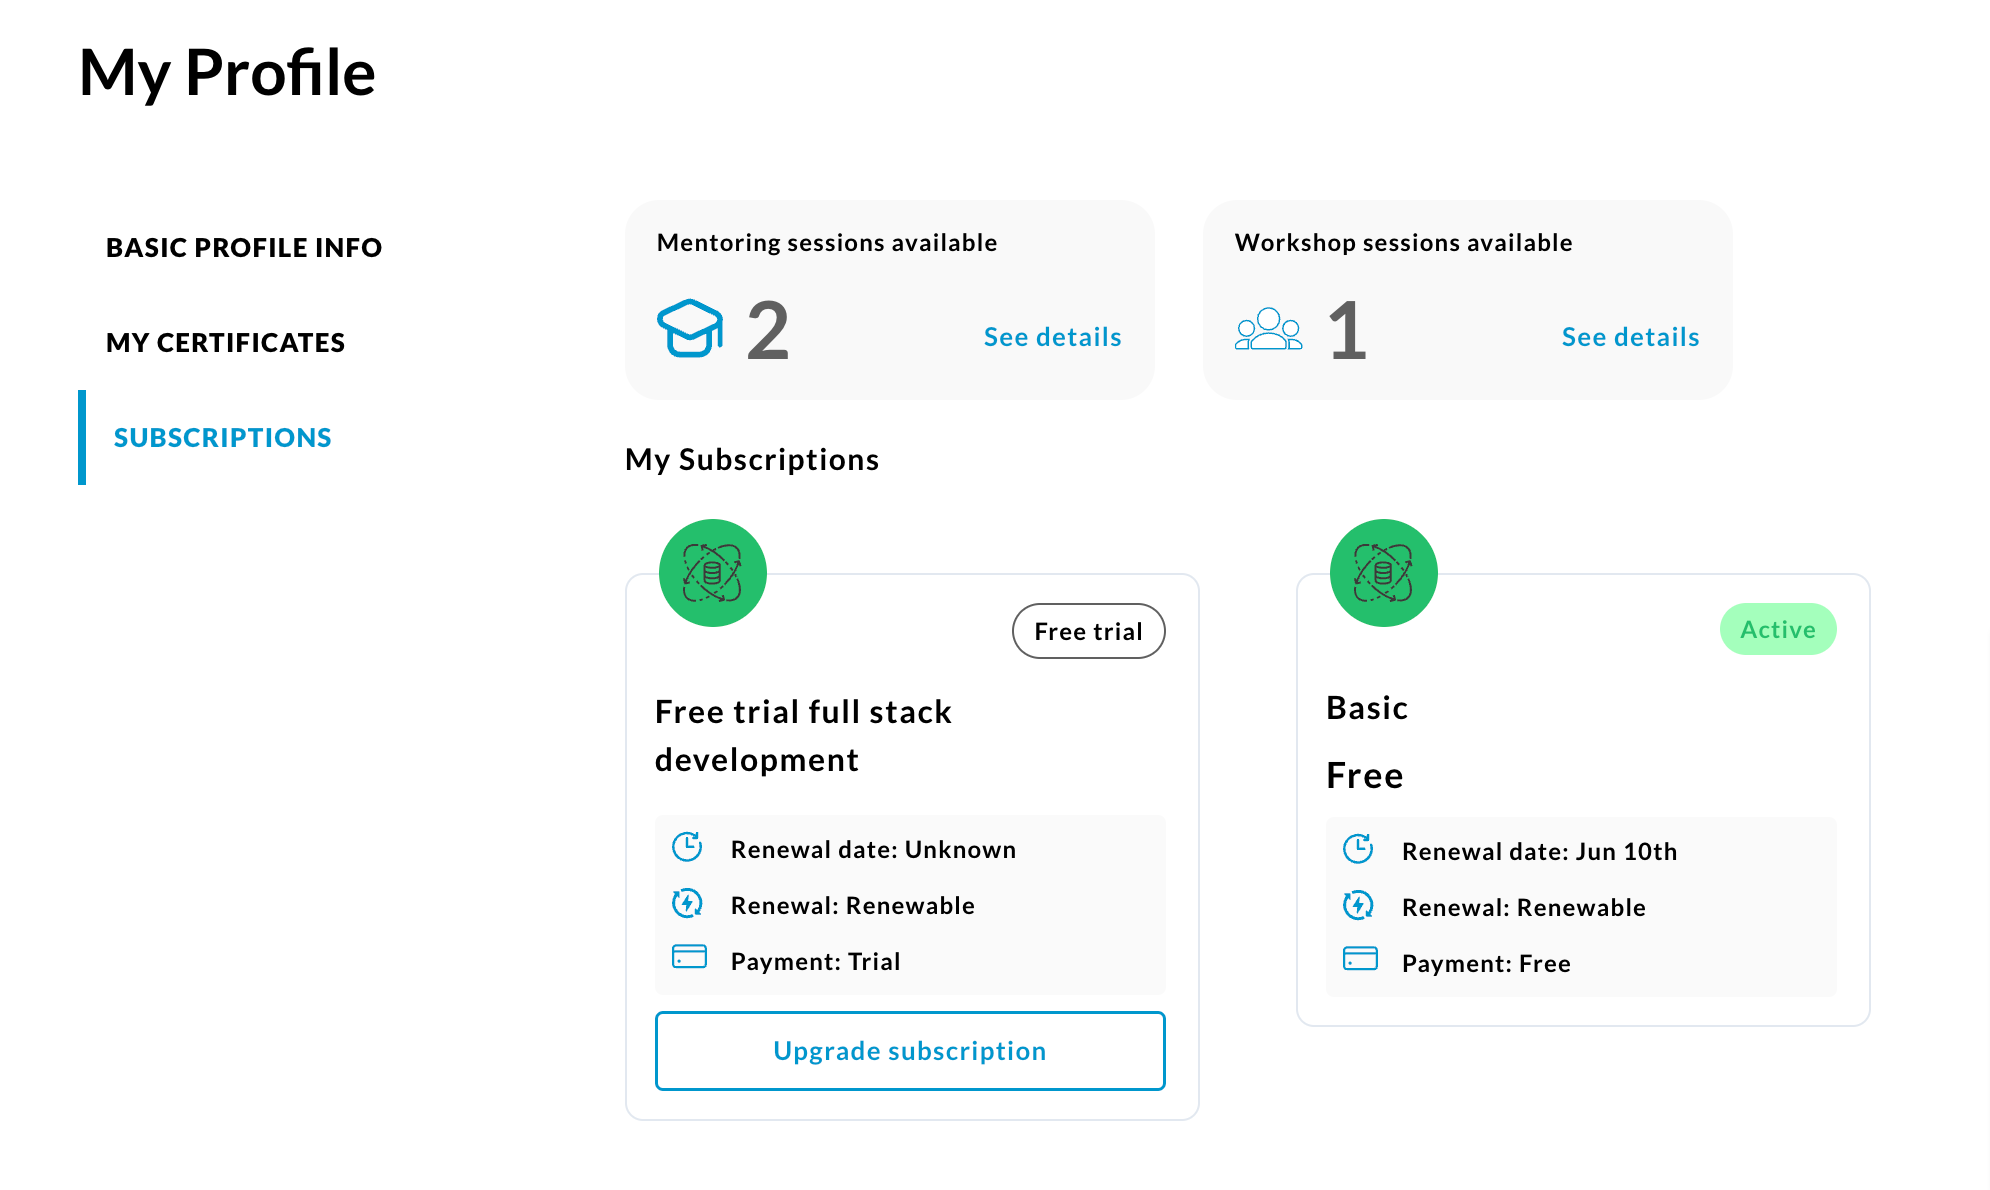 My Profile
BASIC PROFILE INFO
MY CERTIFICATES
SUBSCRIPTIONS
Mentoring sessions available
2
See details
Workshop sessions available
1
See details
My Subscriptions
Free trial
Free trial full stack
development
Renewal date: Unknown
Renewal: Renewable
Payment: Trial
Upgrade subscription
Active
Basic
Free
Renewal date: Jun 10th
Renewal: Renewable
Payment: Free